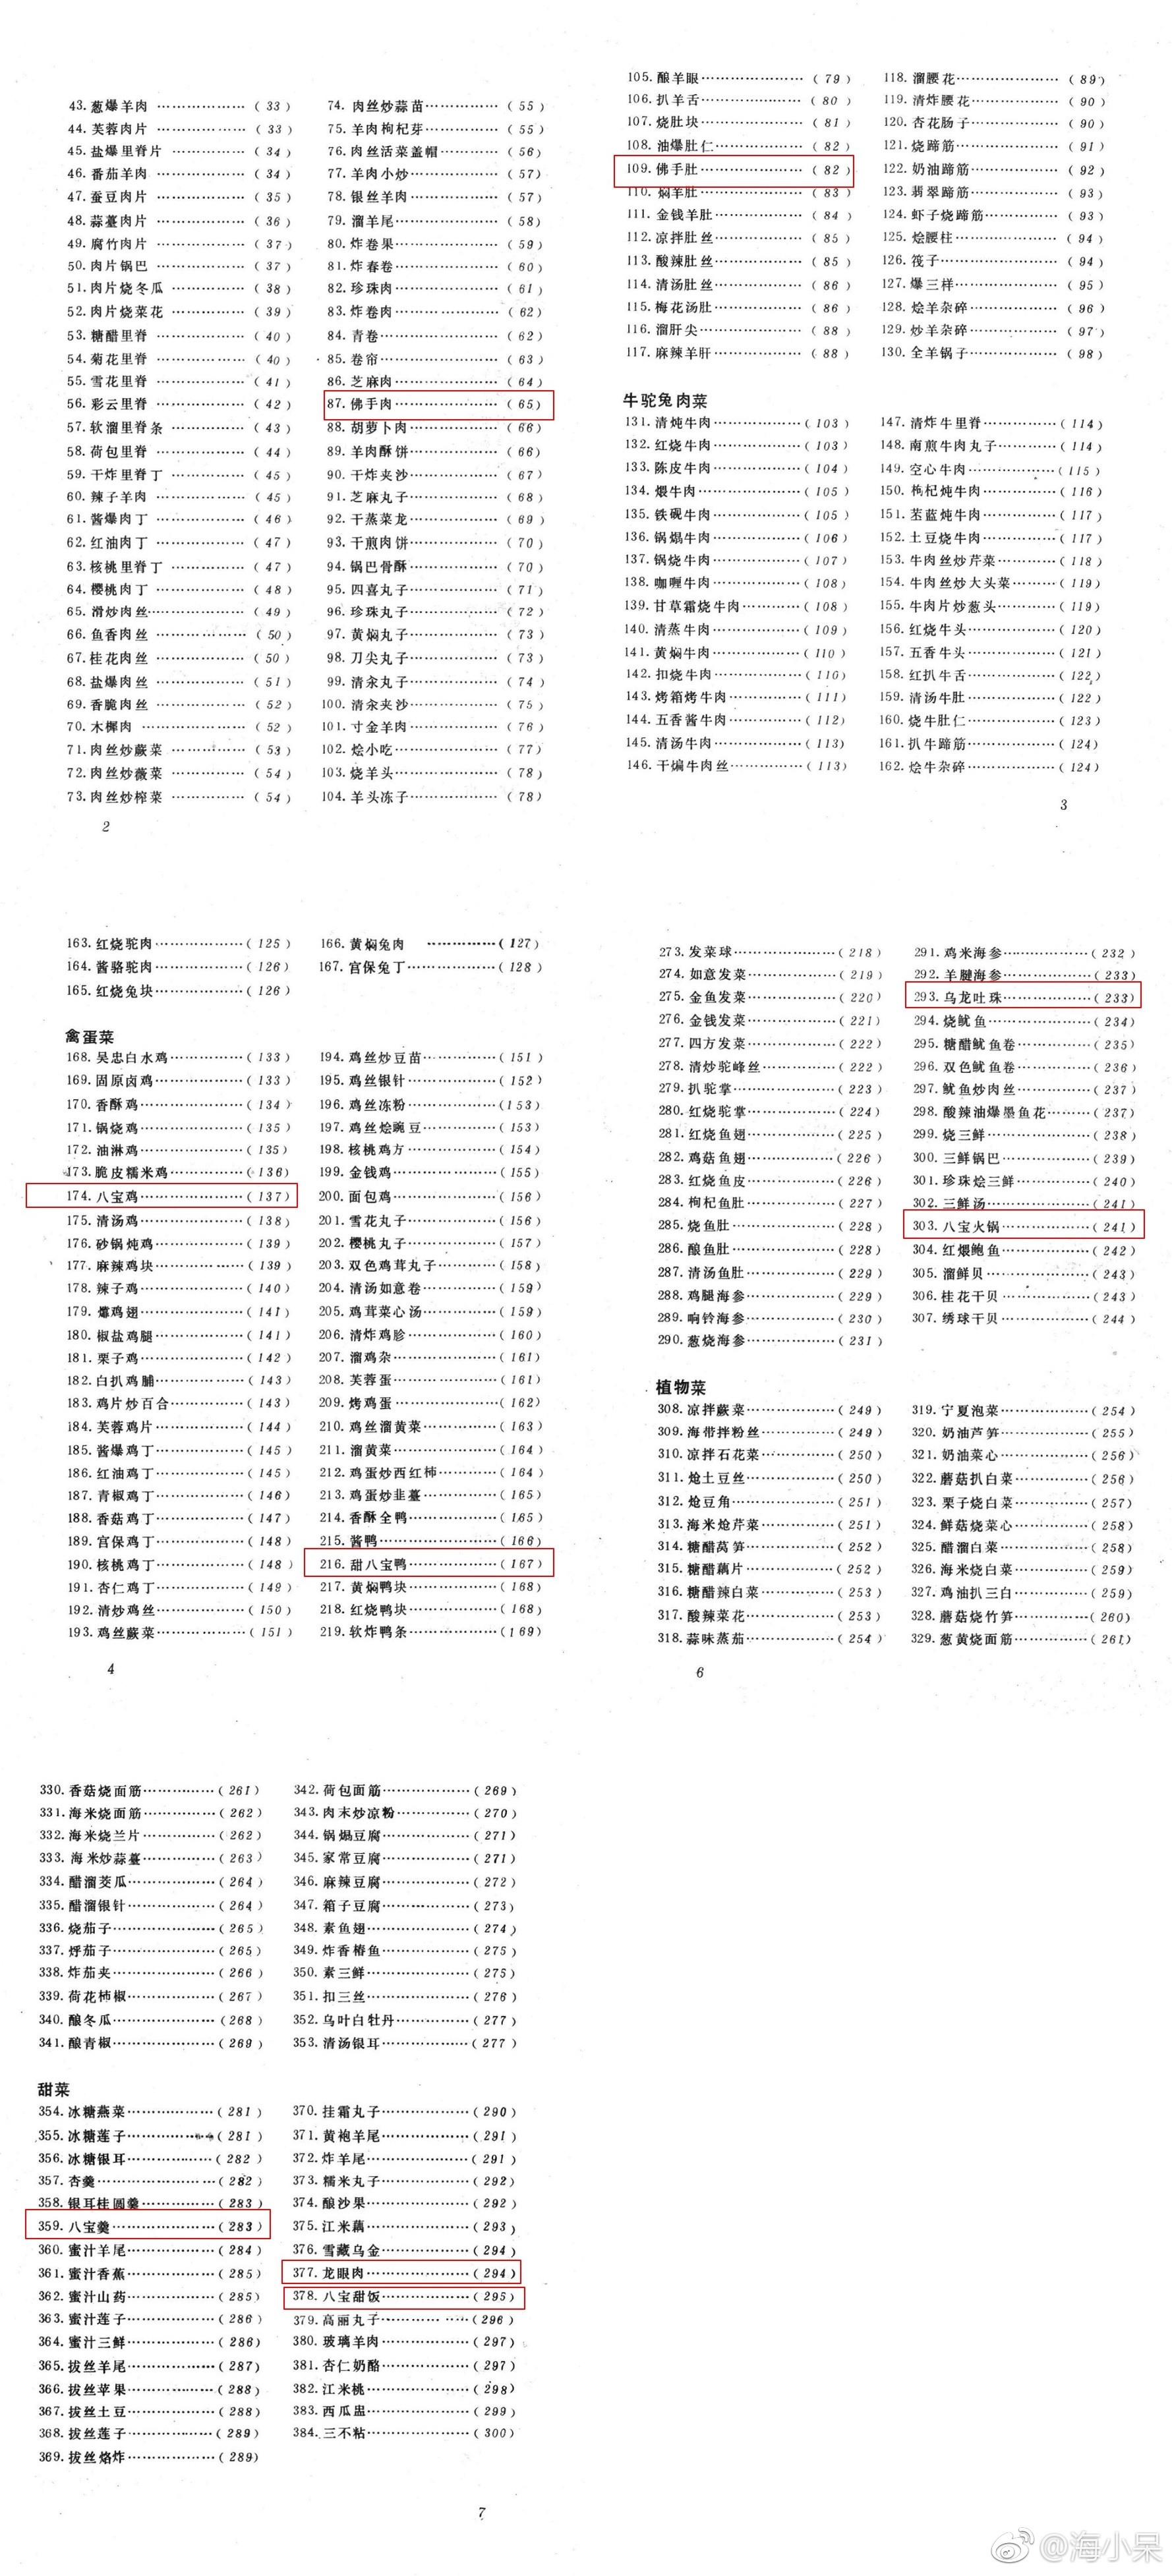 43.葱爆羊肉 ……………… ( 33 )
44.芙蓉肉片 ……………… ( 33 )
45.盐爆里脊片 …………… ( 34 )
46.番茄羊肉 ……………… ( 34 )
47.蚕豆肉片 ……………… ( 35 )
48.蒜薹肉片 ……………… ( 36 )
49.腐竹肉片 ……………… ( 37 )
50.肉片锅巴 ……………… ( 37 )
51.肉片烧冬瓜 …………… ( 38 )
52.肉片烧菜花 …………… ( 39 )
53.糖醋里脊 ……………… ( 40 )
54.菊花里脊 ……………… ( 40 )
55.雪花里脊 ……………… ( 41 )
56.彩云里脊 ……………… ( 42 )
57.软溜里脊条 …………… ( 43 )
58.荷包里脊 ……………… ( 44 )
59.干炸里脊丁 …………… ( 45 )
60.辣子羊肉 ……………… ( 45 )
61.酱爆肉丁 ……………… ( 46 )
62.红油肉丁 ……………… ( 47 )
63.核桃里脊丁 …………… ( 47 )
64.樱桃肉丁 ……………… ( 48 )
65.滑炒肉丝……………… ( 49 )
66.鱼香肉丝 ……………… ( 50 )
67.桂花肉丝 ……………… ( 50 )
68.盐爆肉丝 ……………… ( 51 )
69.香脆肉丝 ……………… ( 52 )
70.木樨肉 ………………… ( 52 )
71.肉丝炒蕨菜 …………… ( 53 )
72.肉丝炒薇菜 …………… ( 54 )
73.肉丝炒榨菜 …………… ( 54 )
74.肉丝炒蒜苗…………… ( 55 )
75.羊肉枸杞芽…………… ( 55 )
76.肉丝活菜盖帽………… ( 56 )
77.羊肉小炒……………… ( 57 )
78.银丝羊肉……………… ( 57 )
79.溜羊尾………………… ( 58 )
80.炸卷果………………… ( 59 )
81.炸春卷………………… ( 60 )
82.珍珠肉………………… ( 61 )
83.炸卷肉………………… ( 62 )
84.青卷…………………… ( 62 )
85.卷帘…………………… ( 63 )
86.芝麻肉………………… ( 64 )
87.佛手肉………………… ( 65 )
88.胡萝卜肉……………… ( 66 )
89.羊肉酥饼……………… ( 66 )
90.干炸夹沙……………… ( 67 )
91.芝麻丸子……………… ( 68 )
92.干蒸菜龙……………… ( 69 )
93.干煎肉饼……………… ( 70 )
94.锅巴骨酥……………… ( 70 )
95.四喜丸子……………… ( 71 )
96.珍珠丸子……………… ( 72 )
97.黄焖丸子……………… ( 73 )
98.刀尖丸子……………… ( 73 )
99.清汆丸子……………… ( 74 )
100.清汆夹沙……………… ( 75 )
101.寸金羊肉……………… ( 76 )
102.烩小吃………………… ( 77 )
103.烧羊头………………… ( 78 )
104.羊头冻子……………… ( 78 )
2
105.酿羊眼………………… ( 79 )
106.扒羊舌………………… ( 80 )
107.烧肚块………………… ( 81 )
108.油爆肚仁……………… ( 82 )
109.佛手肚………………… ( 82 )
110.焖羊肚………………… ( 83 )
111.金钱羊肚……………… ( 84 )
112.凉拌肚丝……………… ( 85 )
113.酸辣肚丝……………… ( 85 )
114.清汤肚丝……………… ( 86 )
115.梅花汤肚……………… ( 86 )
116.溜肝尖………………… ( 88 )
117.麻辣羊肝……………… ( 88 )
118.溜腰花………………… ( 89 )
119.清炸腰花……………… ( 90 )
120.杏花肠子……………… ( 90 )
121.烧蹄筋………………… ( 91 )
122.奶油蹄筋……………… ( 92 )
123.翡翠蹄筋……………… ( 93 )
124.虾子烧蹄筋…………… ( 93 )
125.烩腰柱………………… ( 94 )
126.筏子…………………… ( 94 )
127.爆三样………………… ( 95 )
128.烩羊杂碎……………… ( 96 )
129.炒羊杂碎……………… ( 97 )
130.全羊锅子……………… ( 98 )
牛驼兔肉菜
131.清炖牛肉……………… ( 103 )
132.红烧牛肉……………… ( 103 )
133.陈皮牛肉……………… ( 104 )
134.煨牛肉………………… ( 105 )
135.铁砚牛肉……………… ( 105 )
136.锅焗牛肉……………… ( 106 )
137.锅烧牛肉……………… ( 107 )
138.咖喱牛肉……………… ( 108 )
139.甘草霜烧牛肉………… ( 108 )
140.清蒸牛肉……………… ( 109 )
141.黄焖牛肉……………… ( 110 )
142.扣烧牛肉……………… ( 110 )
143.烤箱烤牛肉…………… ( 111 )
144.五香酱牛肉…………… ( 112 )
145.清汤牛肉……………… ( 113 )
146.干煸牛肉丝…………… ( 113 )
147.清炸牛里脊…………… ( 114 )
148.南煎牛肉丸子………… ( 114 )
149.空心牛肉……………… ( 115 )
150.枸杞炖牛肉…………… ( 116 )
151.茎蓝炖牛肉…………… ( 117 )
152.土豆烧牛肉…………… ( 117 )
153.牛肉丝炒芹菜………… ( 118 )
154.牛肉丝炒大头菜……… ( 119 )
155.牛肉片炒葱头………… ( 119 )
156.红烧牛头……………… ( 120 )
157.五香牛头……………… ( 121 )
158.红扒牛舌……………… ( 122 )
159.清汤牛肚……………… ( 122 )
160.烧牛肚仁……………… ( 123 )
161.扒牛蹄筋……………… ( 124 )
162.烩牛杂碎……………… ( 124 )
3
163.红烧驼肉……………… ( 125 )
164.酱骆驼肉……………… ( 126 )
165.红烧兔块……………… ( 126 )
166.黄焖兔肉 …………… ( 127 )
167.宫保兔丁……………… ( 128 )
禽蛋菜
168.吴忠白水鸡…………… ( 133 )
169.固原卤鸡……………… ( 133 )
170.香酥鸡………………… ( 134 )
171.锅烧鸡………………… ( 135 )
172.油淋鸡………………… ( 135 )
173.脆皮糯米鸡…………… ( 136 )
174.八宝鸡………………… ( 137 )
175.清汤鸡………………… ( 138 )
176.砂锅炖鸡……………… ( 139 )
177.麻辣鸡块……………… ( 139 )
178.辣子鸡………………… ( 140 )
179.㸆鸡翅………………… ( 141 )
180.椒盐鸡腿……………… ( 141 )
181.栗子鸡………………… ( 142 )
182.白扒鸡脯……………… ( 143 )
183.鸡片炒百合…………… ( 143 )
184.芙蓉鸡片……………… ( 144 )
185.酱爆鸡丁……………… ( 145 )
186.红油鸡丁……………… ( 145 )
187.青椒鸡丁……………… ( 146 )
188.香菇鸡丁……………… ( 147 )
189.宫保鸡丁……………… ( 148 )
190.核桃鸡丁……………… ( 148 )
191.杏仁鸡丁……………… ( 149 )
192.清炒鸡丝……………… ( 150 )
193.鸡丝蕨菜……………… ( 151 )
194.鸡丝炒豆苗…………… ( 151 )
195.鸡丝银针……………… ( 152 )
196.鸡丝冻粉……………… ( 153 )
197.鸡丝烩豌豆…………… ( 153 )
198.核桃鸡方……………… ( 154 )
199.金钱鸡………………… ( 155 )
200.面包鸡………………… ( 156 )
201.雪花丸子……………… ( 156 )
202.樱桃丸子……………… ( 157 )
203.双色鸡茸丸子………… ( 158 )
204.清汤如意卷…………… ( 159 )
205.鸡茸菜心汤…………… ( 159 )
206.清炸鸡胗……………… ( 160 )
207.溜鸡杂………………… ( 161 )
208.芙蓉蛋………………… ( 161 )
209.烤鸡蛋………………… ( 162 )
210.鸡丝溜黄菜…………… ( 163 )
211.溜黄菜………………… ( 164 )
212.鸡蛋炒西红柿………… ( 164 )
213.鸡蛋炒韭薹…………… ( 165 )
214.香酥全鸭……………… ( 165 )
215.酱鸭…………………… ( 166 )
216.甜八宝鸭……………… ( 167 )
217.黄焖鸭块……………… ( 168 )
218.红烧鸭块……………… ( 168 )
219.软炸鸭条……………… ( 169 )
4
273.发菜球………………… ( 218 )
274.如意发菜……………… ( 219 )
275.金鱼发菜……………… ( 220 )
276.金钱发菜……………… ( 221 )
277.四方发菜……………… ( 222 )
278.清炒驼峰丝…………… ( 222 )
279.扒驼掌………………… ( 223 )
280.红烧驼掌……………… ( 224 )
281.红烧鱼翅……………… ( 225 )
282.鸡菇鱼翅……………… ( 226 )
283.红烧鱼皮……………… ( 226 )
284.枸杞鱼肚……………… ( 227 )
285.烧鱼肚………………… ( 228 )
286.酿鱼肚………………… ( 228 )
287.清汤鱼肚……………… ( 229 )
288.鸡腿海参……………… ( 229 )
289.响铃海参……………… ( 230 )
290.葱烧海参……………… ( 231 )
291.鸡米海参……………… ( 232 )
292.羊腱海参……………… ( 233 )
293.乌龙吐珠……………… ( 233 )
294.烧鱿鱼………………… ( 234 )
295.糖醋鱿鱼卷…………… ( 235 )
296.双色鱿鱼卷…………… ( 236 )
297.鱿鱼炒肉丝…………… ( 237 )
298.酸辣油爆墨鱼花……… ( 237 )
299.烧三鲜………………… ( 238 )
300.三鲜锅巴……………… ( 239 )
301.珍珠烩三鲜…………… ( 240 )
302.三鲜汤………………… ( 241 )
303.八宝火锅……………… ( 241 )
304.红煨鲍鱼……………… ( 242 )
305.溜鲜贝………………… ( 243 )
306.桂花干贝……………… ( 243 )
307.绣球干贝……………… ( 244 )
植物菜
308.凉拌蕨菜……………… ( 249 )
309.海带拌粉丝…………… ( 249 )
310.凉拌石花菜…………… ( 250 )
311.炝土豆丝……………… ( 250 )
312.炝豆角………………… ( 251 )
313.海米炝芹菜…………… ( 251 )
314.糖醋莴笋……………… ( 252 )
315.糖醋藕片……………… ( 252 )
316.糖醋辣白菜…………… ( 253 )
317.酸辣菜花……………… ( 253 )
318.蒜味蒸茄……………… ( 254 )
319.宁夏泡菜……………… ( 254 )
320.奶油芦笋……………… ( 255 )
321.奶油菜心……………… ( 256 )
322.蘑菇扒白菜…………… ( 256 )
323.栗子烧白菜…………… ( 257 )
324.鲜菇烧菜心…………… ( 258 )
325.醋溜白菜……………… ( 258 )
326.海米烧白菜…………… ( 259 )
327.鸡油扒三白…………… ( 259 )
328.蘑菇烧竹笋…………… ( 260 )
329.葱黄烧面筋…………… ( 261 )
6
330.香菇烧面筋…………… ( 261 )
331.海米烧面筋…………… ( 262 )
332.海米烧兰片…………… ( 262 )
333.海米炒蒜薹…………… ( 263 )
334.醋溜茭瓜……………… ( 264 )
335.醋溜银针……………… ( 264 )
336.烧茄子………………… ( 265 )
337.烀茄子………………… ( 265 )
338.炸茄夹………………… ( 266 )
339.荷花柿椒……………… ( 267 )
340.酿冬瓜………………… ( 268 )
341.酿青椒………………… ( 269 )
342.荷包面筋……………… ( 269 )
343.肉末炒凉粉…………… ( 270 )
344.锅焗豆腐……………… ( 271 )
345.家常豆腐……………… ( 271 )
346.麻辣豆腐……………… ( 272 )
347.箱子豆腐……………… ( 273 )
348.素鱼翅………………… ( 274 )
349.炸香椿鱼……………… ( 275 )
350.素三鲜………………… ( 275 )
351.扣三丝………………… ( 276 )
352.乌叶白牡丹…………… ( 277 )
353.清汤银耳……………… ( 277 )
甜菜
354.冰糖燕菜……………… ( 281 )
355.冰糖莲子……………… ( 281 )
356.冰糖银耳……………… ( 282 )
357.杏羹…………………… ( 282 )
358.银耳桂圆羹…………… ( 283 )
359.八宝羹………………… ( 283 )
360.蜜汁羊尾……………… ( 284 )
361.蜜汁香蕉……………… ( 285 )
362.蜜汁山药……………… ( 285 )
363.蜜汁莲子……………… ( 286 )
364.蜜汁三鲜……………… ( 286 )
365.拔丝羊尾……………… ( 287 )
366.拔丝苹果……………… ( 288 )
367.拔丝土豆……………… ( 288 )
368.拔丝莲子……………… ( 289 )
369.拔丝烙炸……………… ( 289 )
370.挂霜丸子……………… ( 290 )
371.黄袍羊尾……………… ( 291 )
372.炸羊尾………………… ( 291 )
373.糯米丸子……………… ( 292 )
374.酿沙果………………… ( 292 )
375.江米藕………………… ( 293 )
376.雪藏乌金……………… ( 294 )
377.龙眼肉………………… ( 294 )
378.八宝甜饭……………… ( 295 )
379.高丽丸子……………… ( 296 )
380.玻璃羊肉……………… ( 297 )
381.杏仁奶酪……………… ( 297 )
382.江米桃………………… ( 298 )
383.西瓜盅………………… ( 299 )
384.三不粘………………… ( 300 )
7
@海小呆